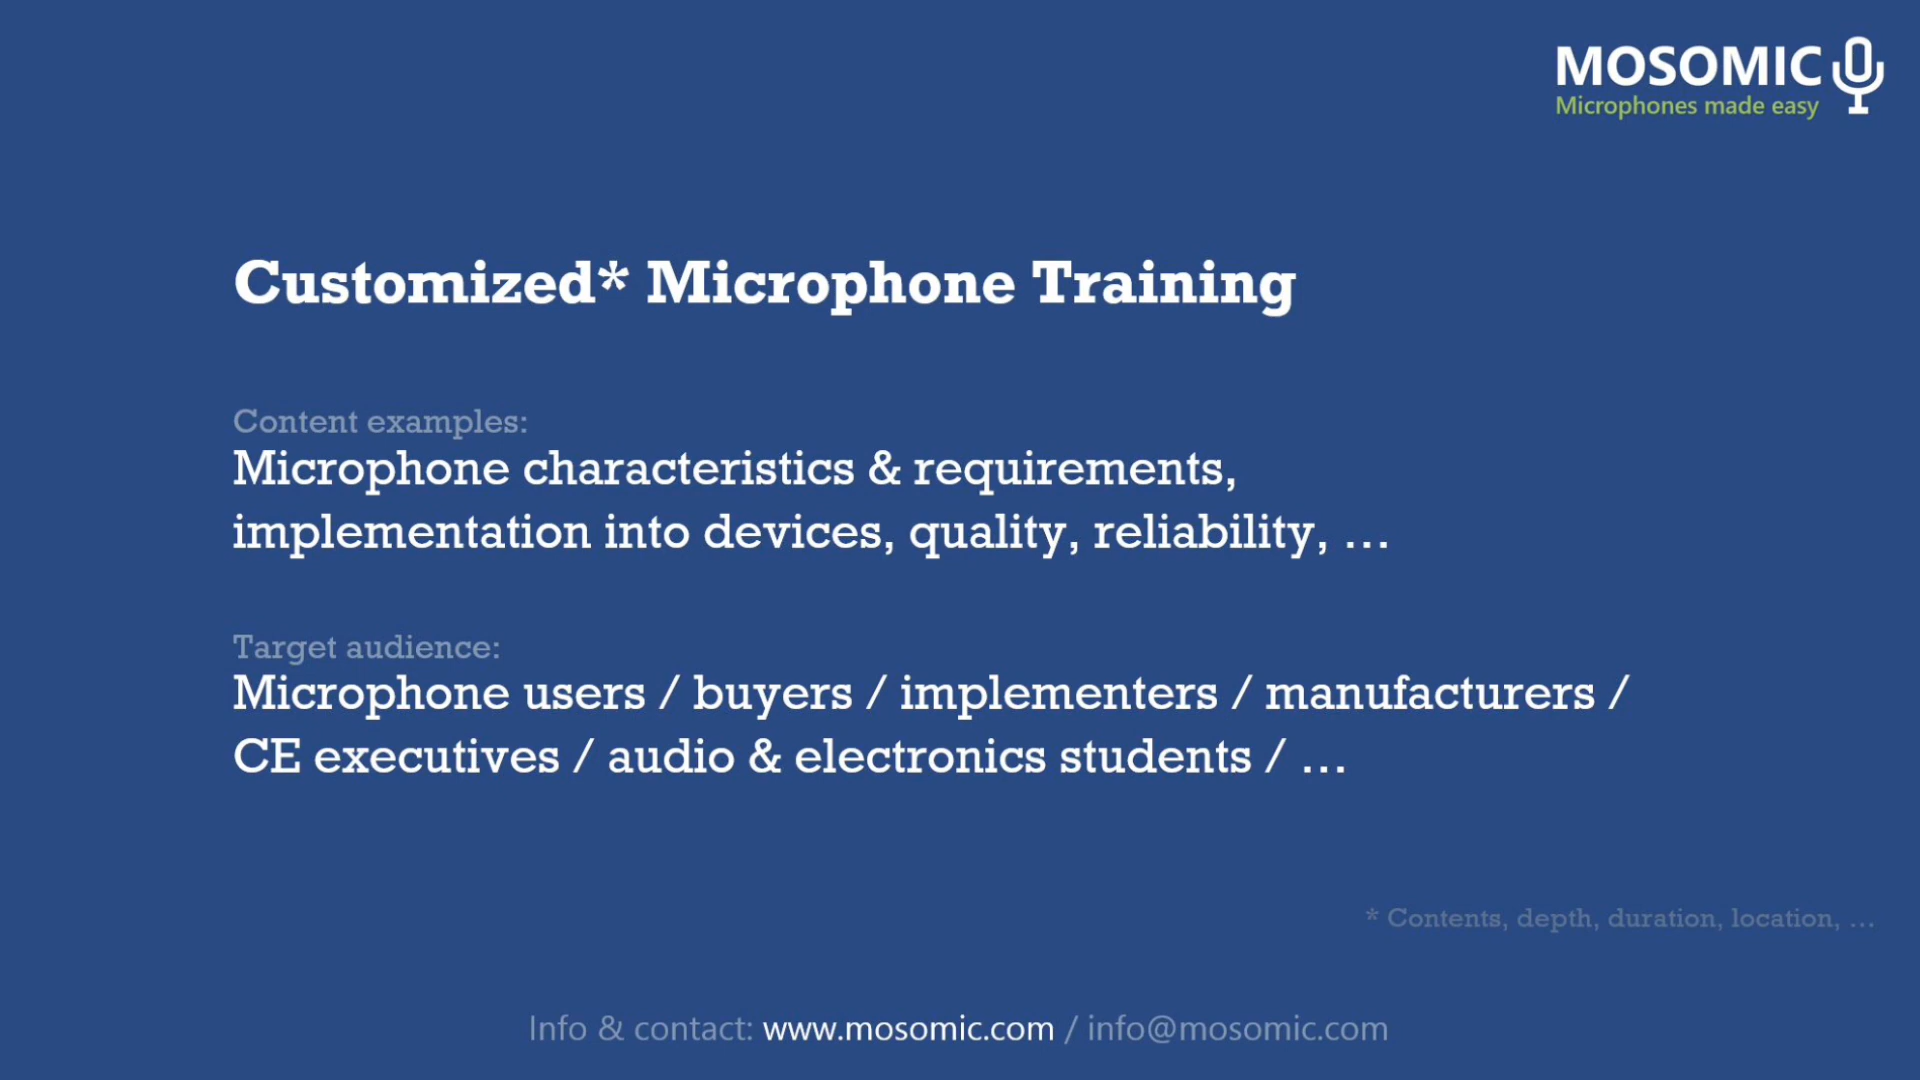 MOSOMIC
Microphones made easy
Customized* Microphone Training
Content examples:
Microphone characteristics & requirements,
implementation into devices, quality, reliability, ...
Target audience:
Microphone users / buyers / implementers / manufacturers /
CE executives / audio & electronics students / ...
* Contents, depth, duration, location, ...
Info & contact: www.mosomic.com / info@mosomic.com